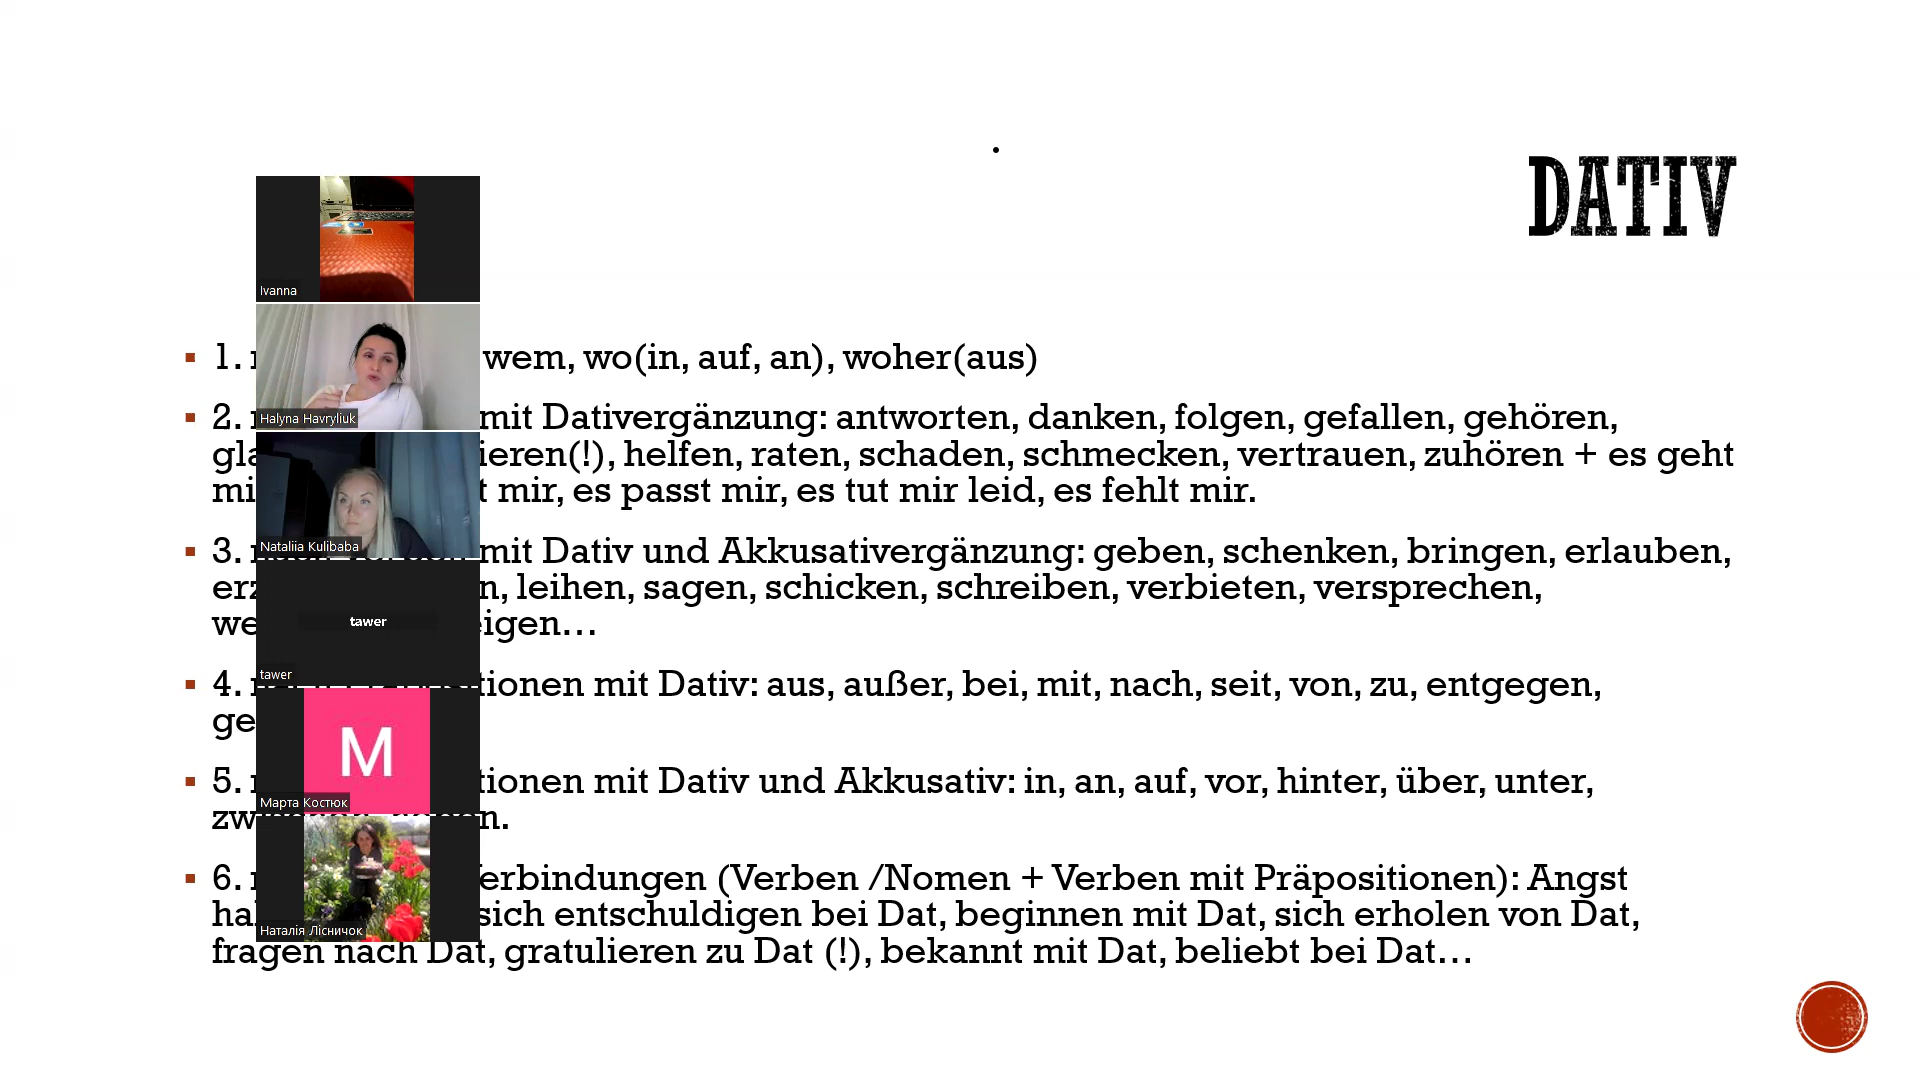 DATIV
Ivanna
1. wem, wo(in, auf, an), woher(aus)
Halyna Havryliuk
2. mit Dativergänzung: antworten, danken, folgen, gefallen, gehören,
helfen, raten, schaden, schmecken, vertrauen, zuhören + es geht
mir, es passt mir, es tut mir leid, es fehlt mir.
Nataliia Kulibaba
3. mit Dativ und Akkusativergänzung: geben, schenken, bringen, erlauben,
leihen, sagen, schicken, schreiben, verbieten, versprechen,
tawer
tawer
4. mit Dativ: aus, außer, bei, mit, nach, seit, von, zu, entgegen,
M
5. mit Dativ und Akkusativ: in, an, auf, vor, hinter, über, unter,
Марта Костюк
6. (Verben /Nomen + Verben mit Präpositionen): Angst
sich entschuldigen bei Dat, beginnen mit Dat, sich erholen von Dat,
Наталія Лісничок
fragen nach Dat, gratulieren zu Dat (!), bekannt mit Dat, beliebt bei Dat...